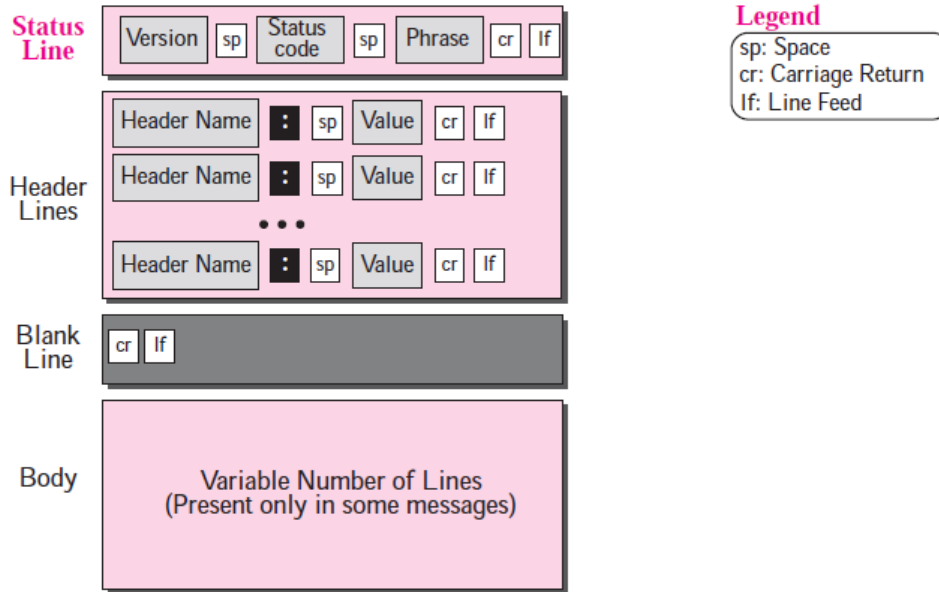 Status Line
Version sp Status code sp Phrase cr lf
Header Lines
Header Name : sp Value cr lf
Header Name : sp Value cr lf
•••
Header Name : sp Value cr lf
Blank Line
cr lf
Body
Variable Number of Lines
(Present only in some messages)
Legend
sp: Space
cr: Carriage Return
lf: Line Feed